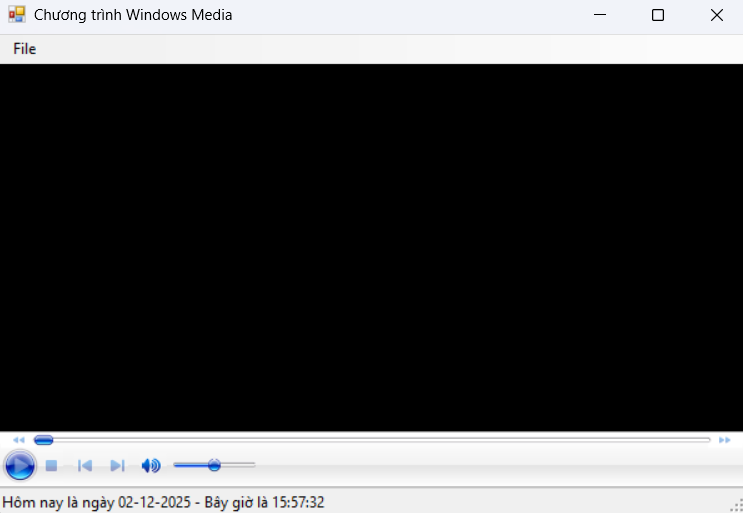 Chương trình Windows Media
File
Hôm nay là ngày 02-12-2025 - Bây giờ là 15:57:32